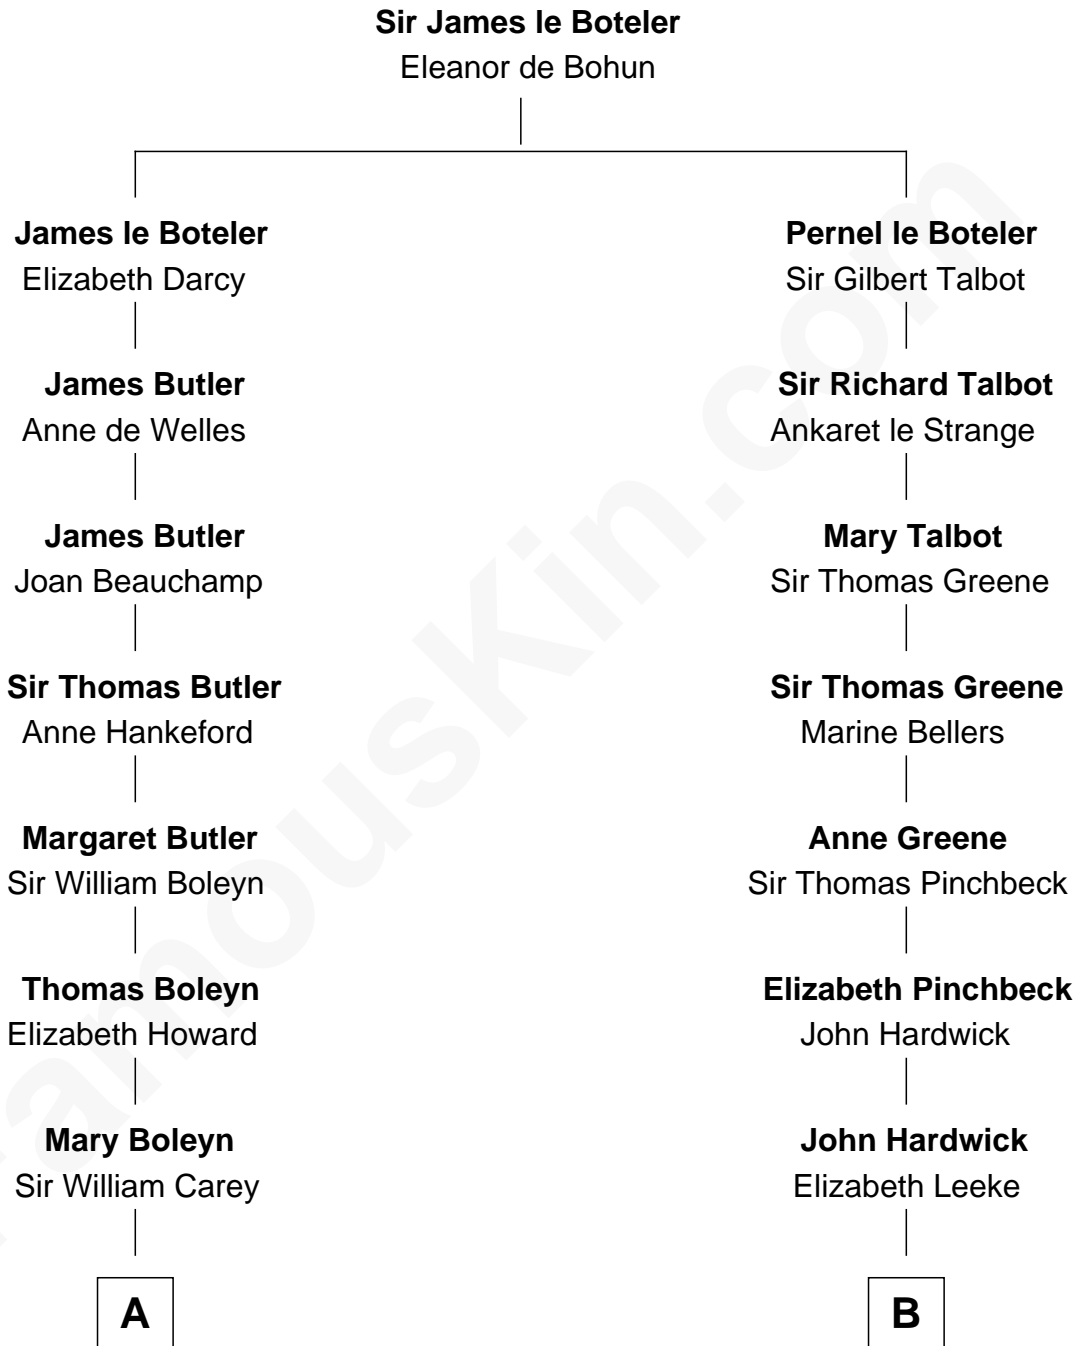 Sir James le Boteler
Eleanor de Bohun
James le Boteler
Elizabeth Darcy
Pernel le Boteler
Sir Gilbert Talbot
James Butler
Anne de Welles
Sir Richard Talbot
Ankaret le Strange
James Butler
Joan Beauchamp
Mary Talbot
Sir Thomas Greene
Sir Thomas Butler
Anne Hankeford
Sir Thomas Greene
Marine Bellers
Margaret Butler
Sir William Boleyn
Anne Greene
Sir Thomas Pinchbeck
Thomas Boleyn
Elizabeth Howard
Elizabeth Pinchbeck
John Hardwick
Mary Boleyn
Sir William Carey
John Hardwick
Elizabeth Leeke
A
B
FamousKin.com